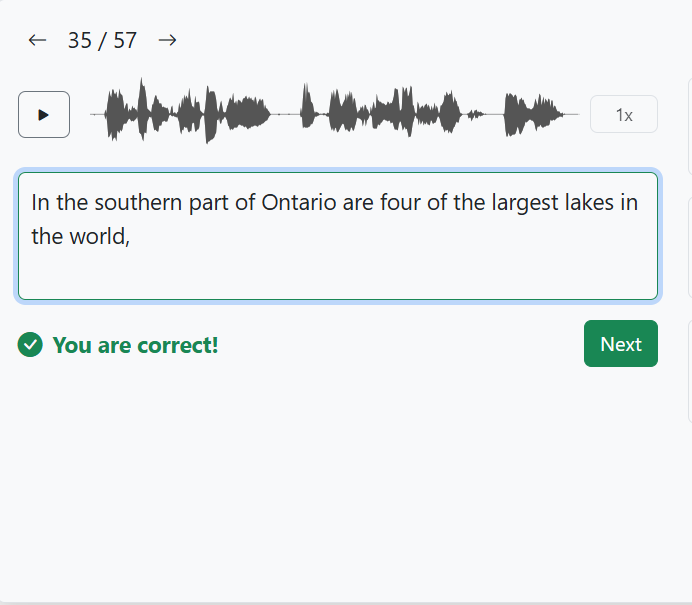 ← 35 / 57 →
1x
In the southern part of Ontario are four of the largest lakes in
the world,
You are correct!
Next